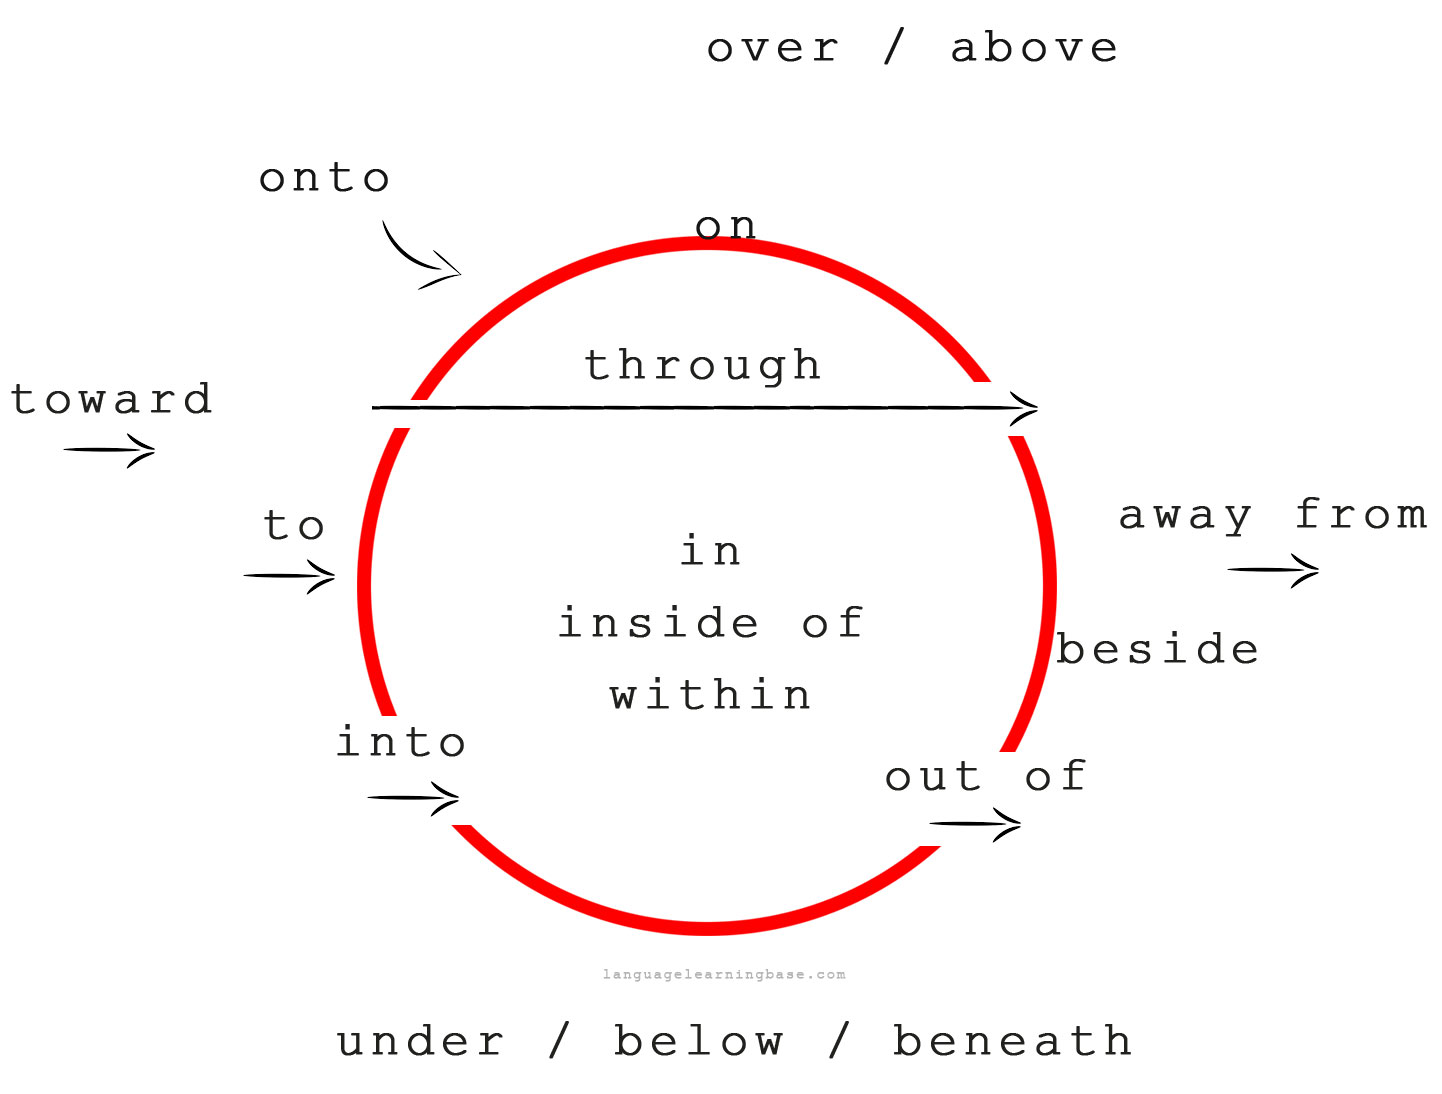 over / above
onto
on
through
toward
away from
to
in
inside of
beside
within
into
out of
languagelearningbase.com
under / below / beneath